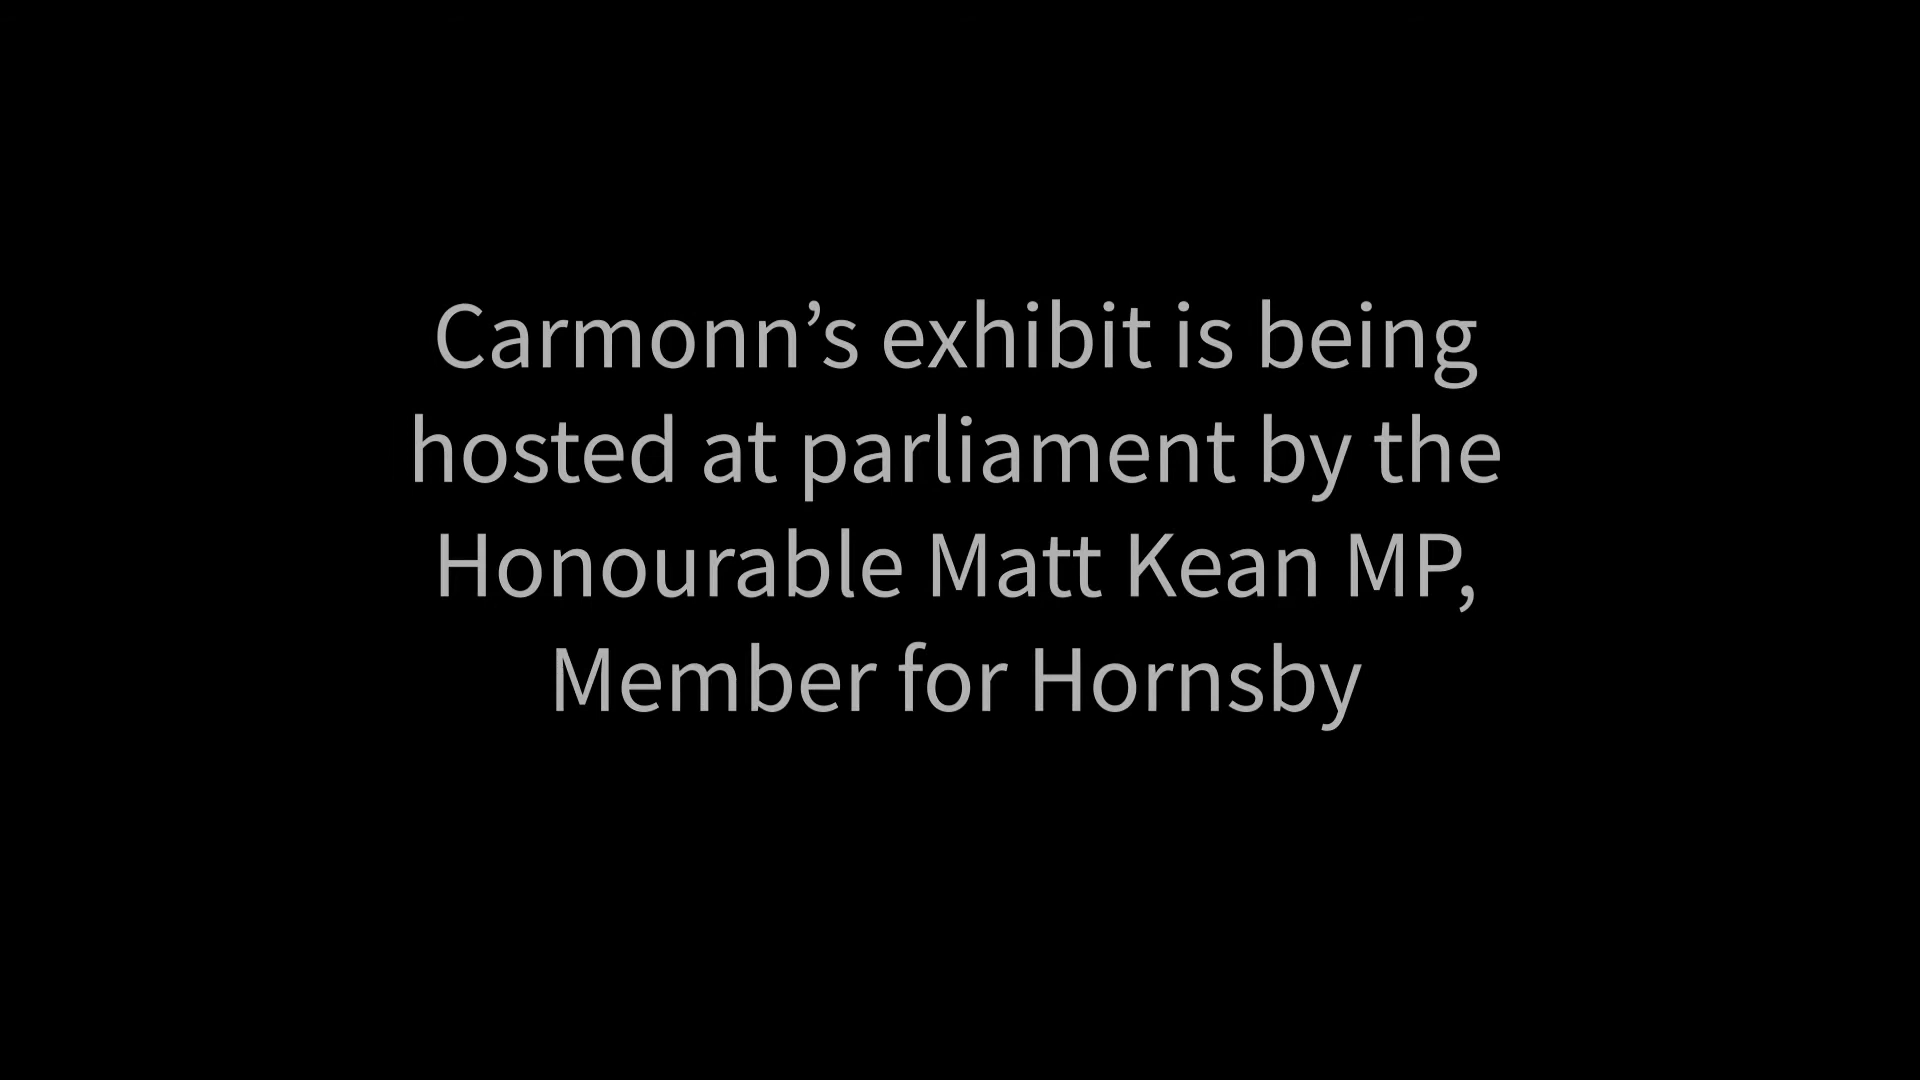 Carmonn’s exhibit is being
hosted at parliament by the
Honourable Matt Kean MP,
Member for Hornsby